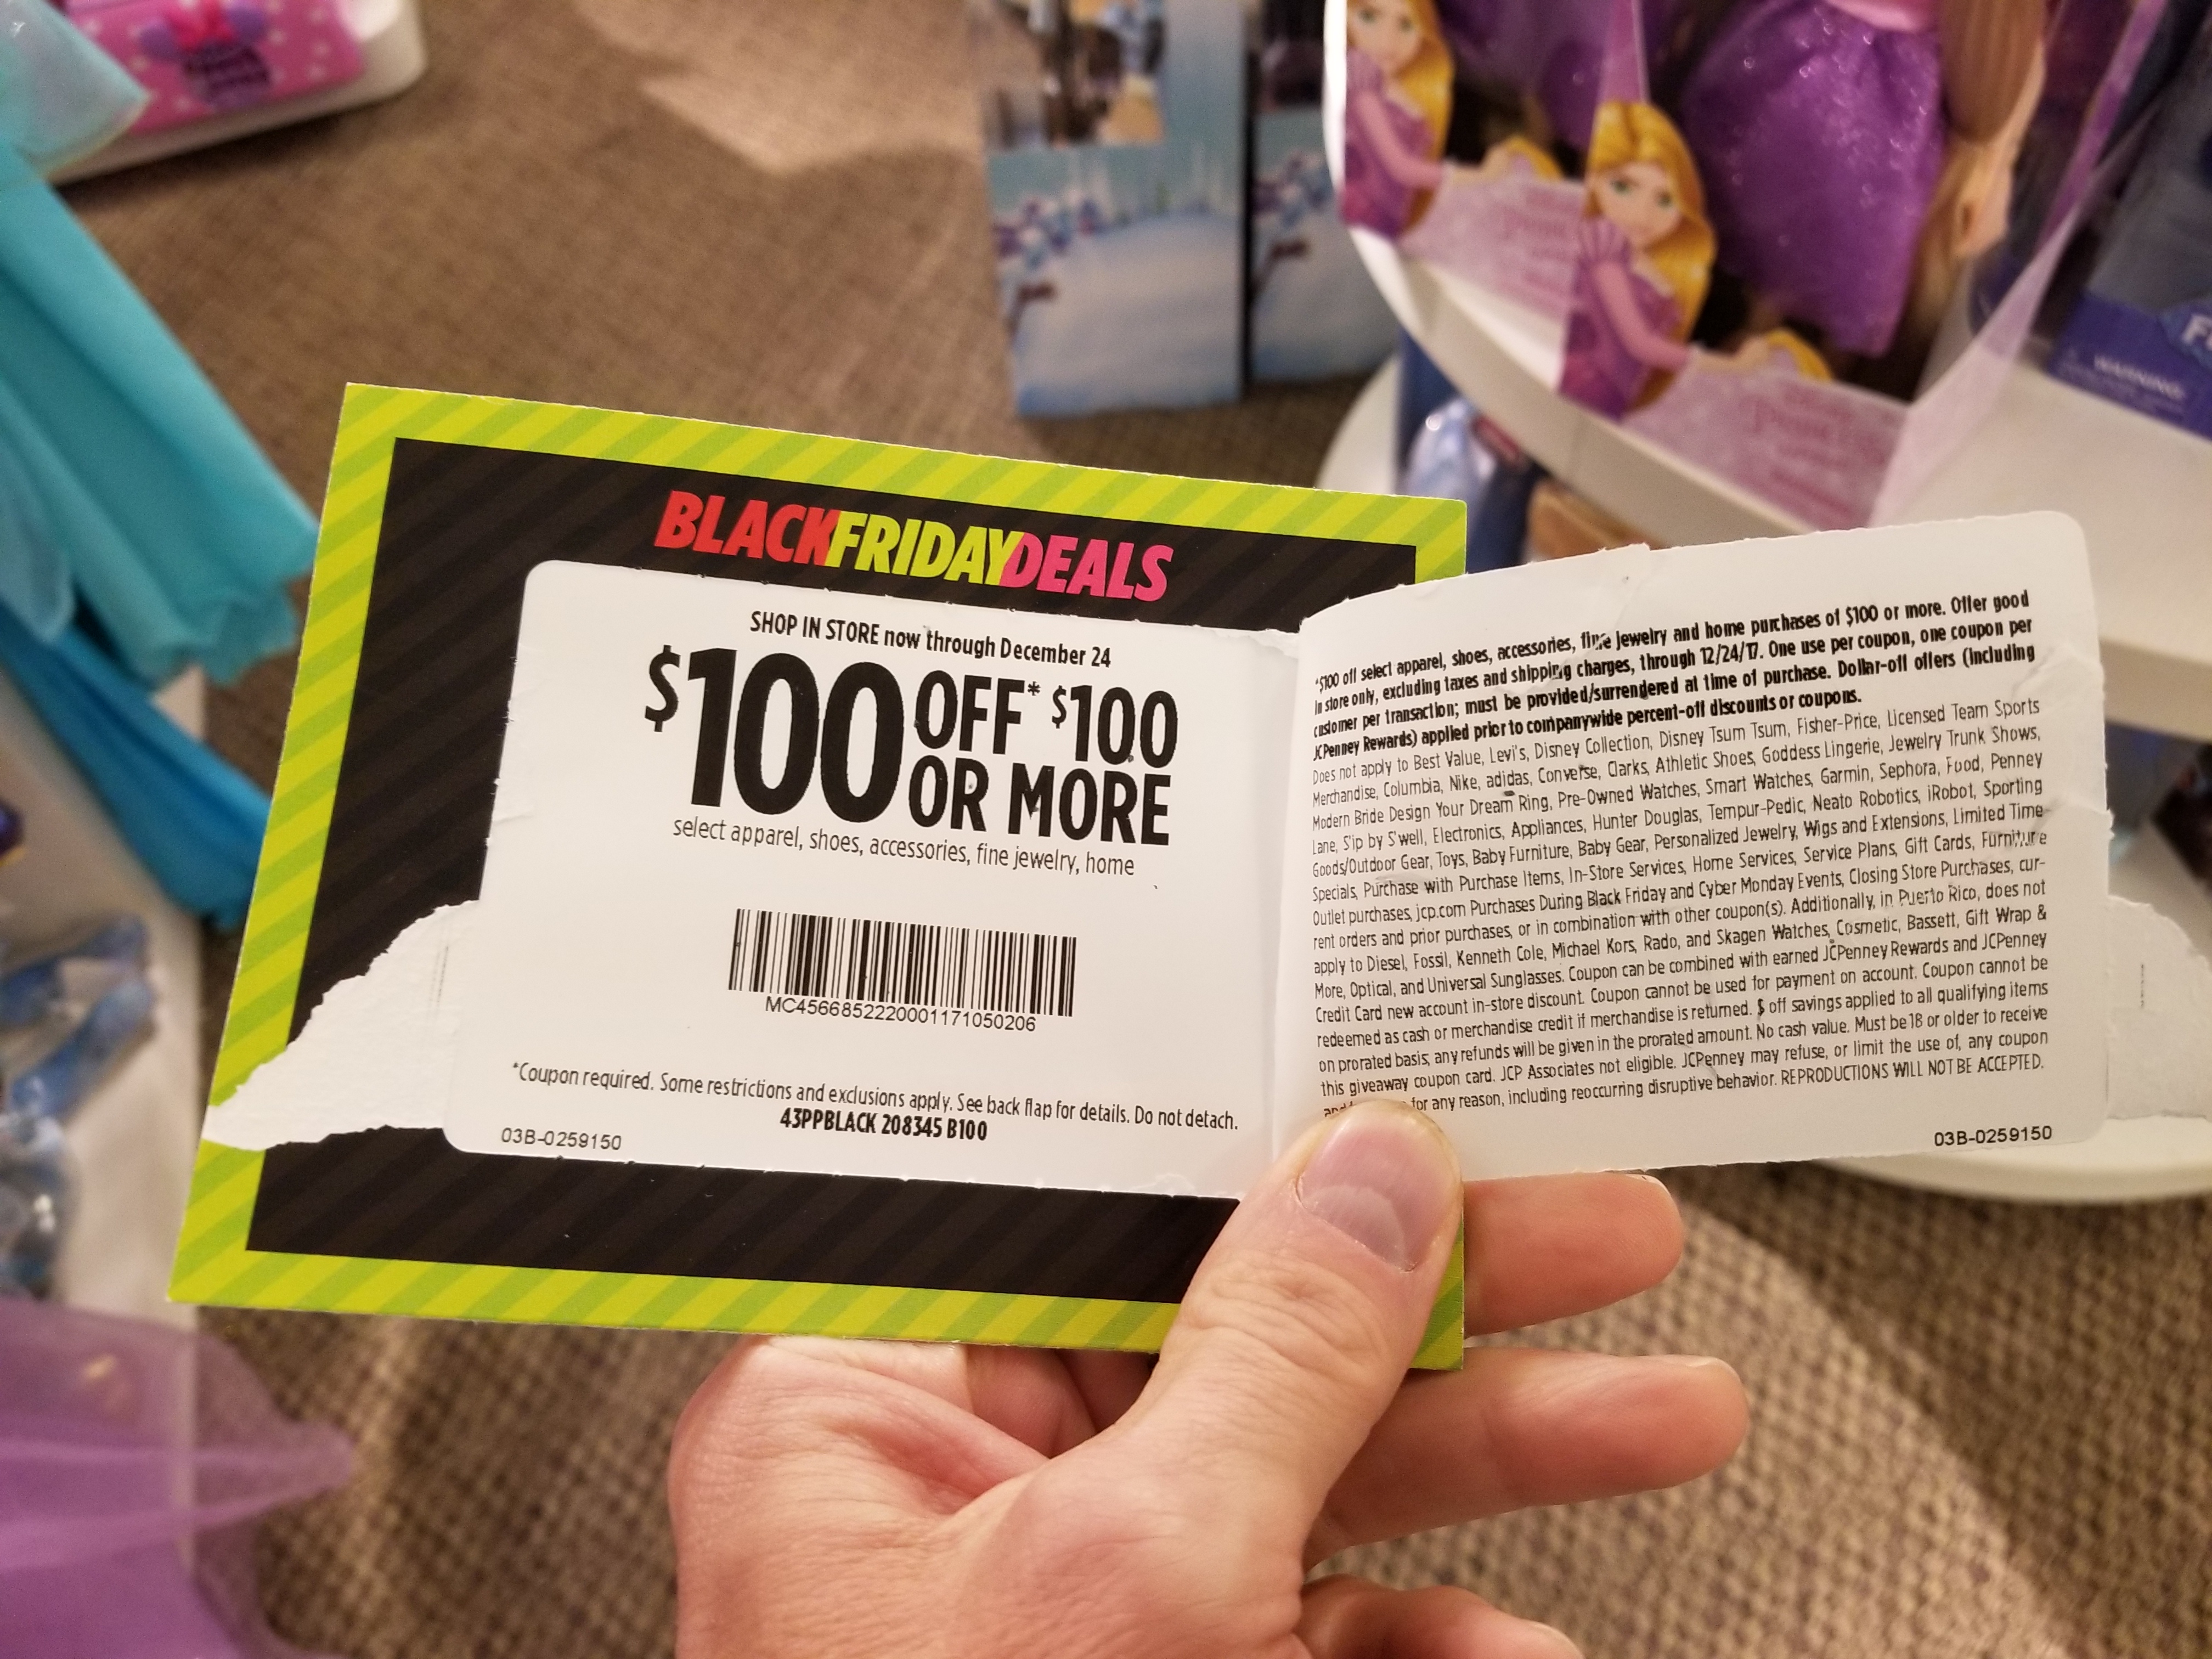 BLACKFRIDAYDEALS
SHOP IN STORE now through December 24
$100 OFF* $100
OR MORE
select apparel, shoes, accessories, fine jewelry, home
MC4566852220001171050206
*Coupon required. Some restrictions and exclusions apply. See back flap for details. Do not detach.
43PPBLACK 208345 B100
03B-0259150
*$100 off select apparel, shoes, accessories, fine jewelry and home purchases of $100 or more. Offer good
in store only, excluding taxes and shipping charges, through 12/24/17. One use per coupon, one coupon per
customer per transaction; must be provided/surrendered at time of purchase. Dollar-off offers (including
JCPenney Rewards) applied prior to companywide percent-off discounts or coupons.
Does not apply to Best Value, Levi's, Disney Collection, Disney Tsum Tsum, Fisher-Price, Licensed Team Sports
Merchandise, Columbia, Nike, adidas, Converse, Clarks, Athletic Shoes, Goddess Lingerie, Jewelry Trunk Shows,
Modern Bride Design Your Dream Ring, Pre-Owned Watches, Smart Watches, Garmin, Sephora, Food, Penney
Lane, S'ip by S'well, Electronics, Appliances, Hunter Douglas, Tempur-Pedic, Neato Robotics, iRobot, Sporting
Goods/Outdoor Gear, Toys, Baby Furniture, Baby Gear, Personalized Jewelry, Wigs and Extensions, Limited Time
Specials, Purchase with Purchase Items, In-Store Services, Home Services, Service Plans, Gift Cards, Furniture
Outlet purchases, jcp.com Purchases During Black Friday and Cyber Monday Events, Closing Store Purchases, cur-
rent orders and prior purchases, or in combination with other coupon(s). Additionally, in Puerto Rico, does not
apply to Diesel, Fossil, Kenneth Cole, Michael Kors, Rado, and Skagen Watches, Cosmetic, Bassett, Gift Wrap &
More, Optical, and Universal Sunglasses. Coupon can be combined with earned JCPenney Rewards and JCPenney
Credit Card new account in-store discount. Coupon cannot be used for payment on account. Coupon cannot be
redeemed as cash or merchandise credit if merchandise is returned. $ off savings applied to all qualifying items
on prorated basis; any refunds will be given in the prorated amount. No cash value. Must be 18 or older to receive
this giveaway coupon card. JCP Associates not eligible. JCPenney may refuse, or limit the use of, any coupon
for any reason, including reoccurring disruptive behavior. REPRODUCTIONS WILL NOT BE ACCEPTED.
03B-0259150
WARNING: